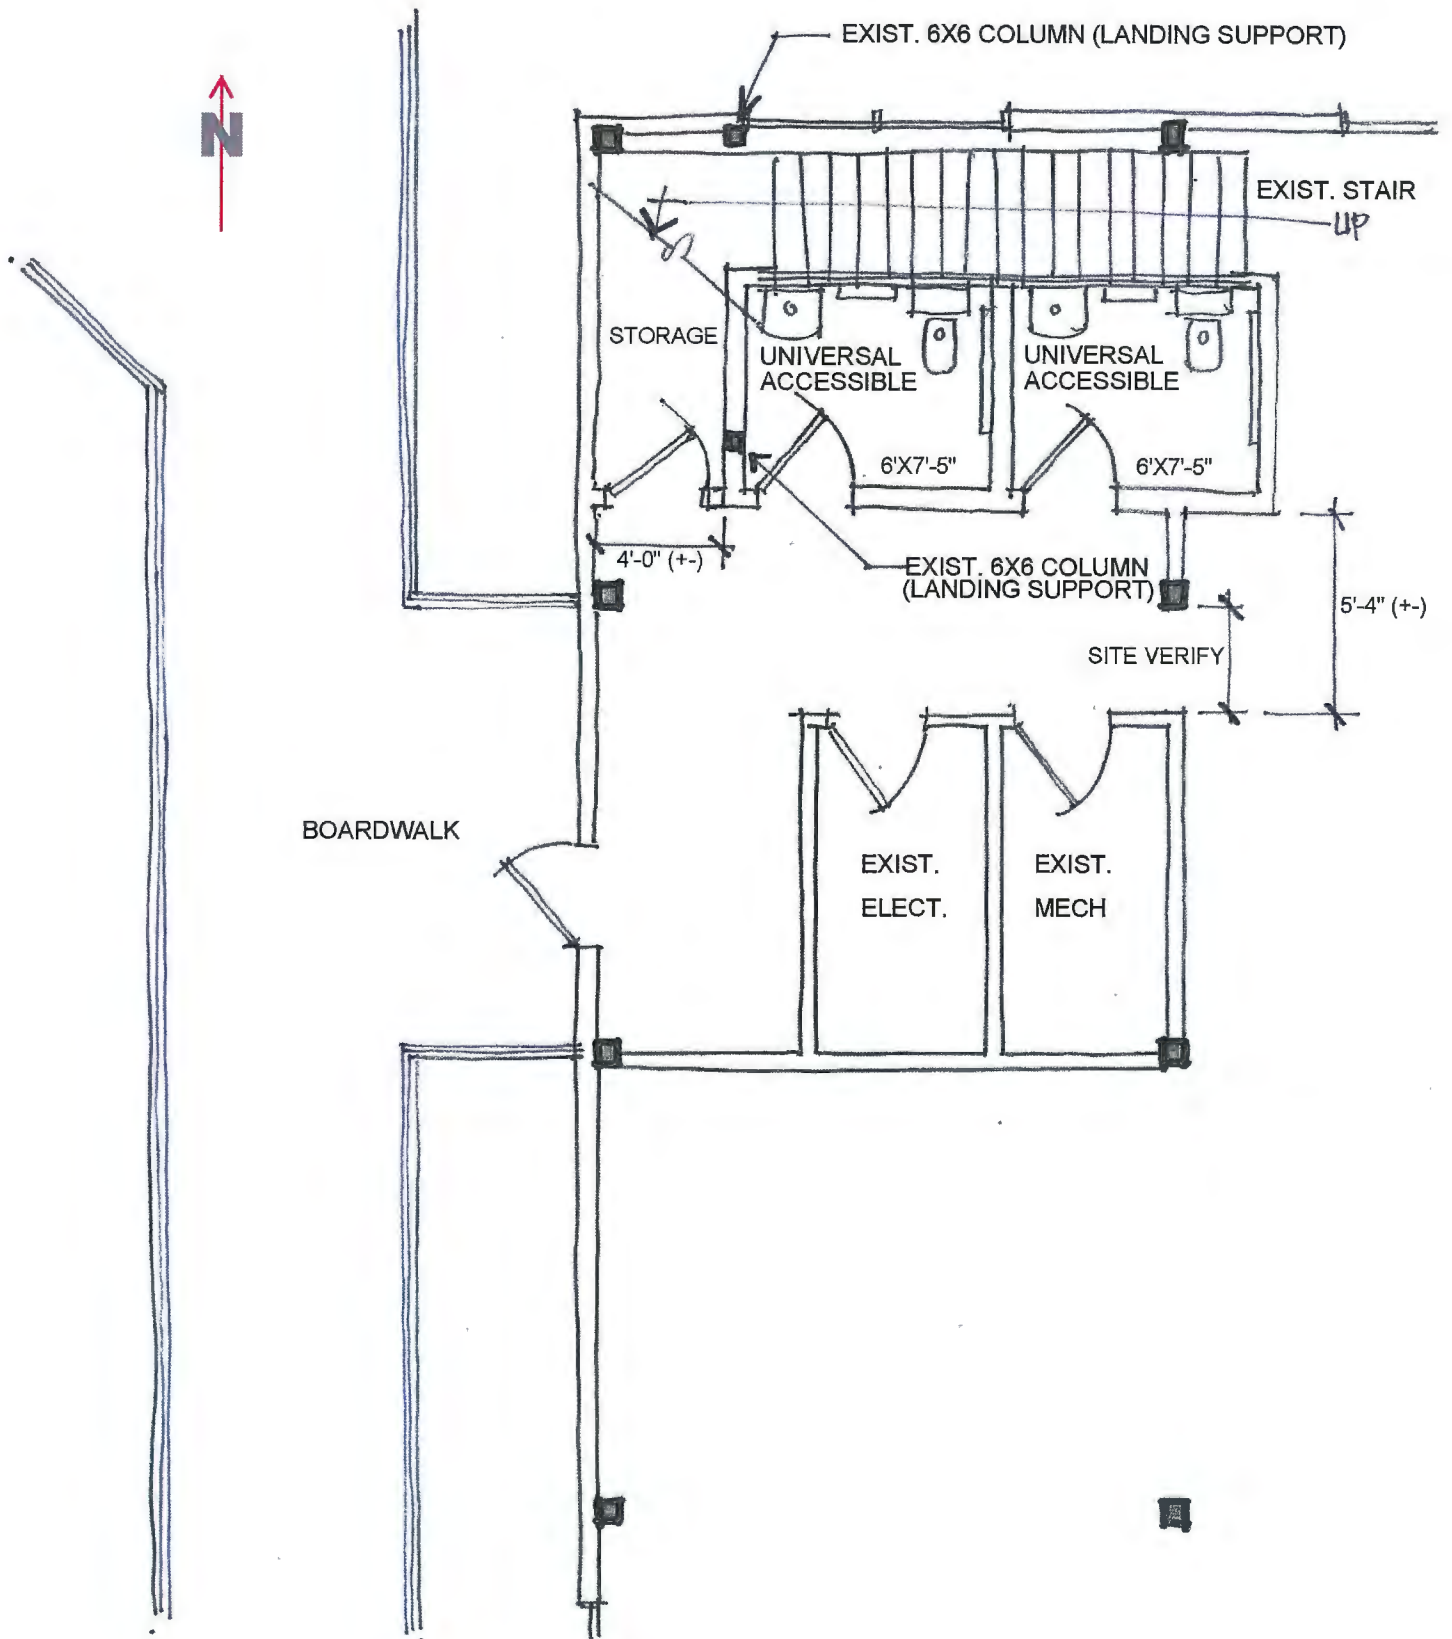 EXIST. 6X6 COLUMN (LANDING SUPPORT)
N
EXIST. STAIR
UP
STORAGE
UNIVERSAL
ACCESSIBLE
UNIVERSAL
ACCESSIBLE
6'X7'-5"
6'X7'-5"
4'-0" (+-)
EXIST. 6X6 COLUMN
(LANDING SUPPORT)
5'-4" (+-)
SITE VERIFY
BOARDWALK
EXIST.
ELECT.
EXIST.
MECH